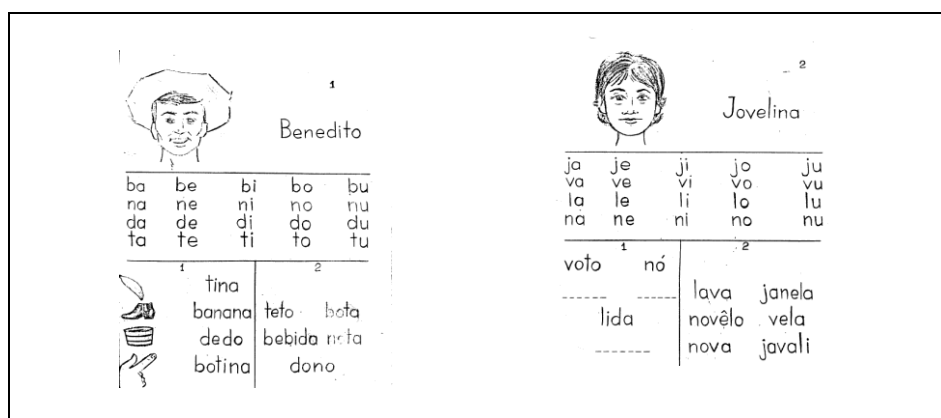 1
Benedito
ba be bi bo bu
na ne ni no nu
da de di do du
ta te ti to tu
1
tina
banana
dedo
botina
2
teto bota
bebida nota
dono
2
Jovelina
ja je ji jo ju
va ve vi vo vu
la le li lo lu
na ne ni no nu
1
voto nó
lida
2
lava janela
novêlo vela
nova javali